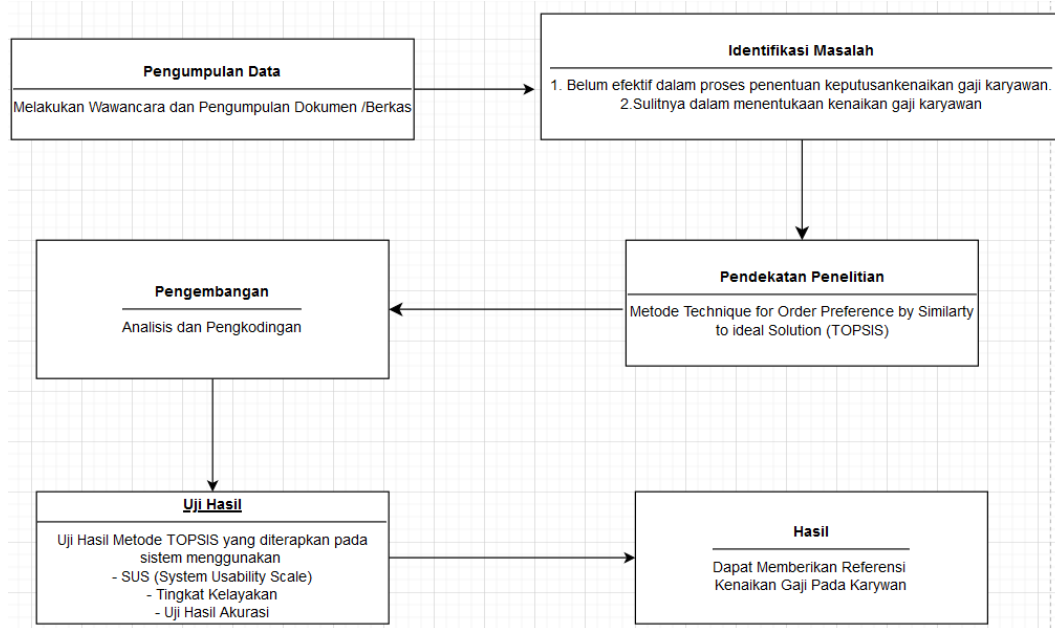 Pengumpulan Data
Melakukan Wawancara dan Pengumpulan Dokumen /Berkas
Identifikasi Masalah
1. Belum efektif dalam proses penentuan keputusankenaikan gaji karyawan.
2.Sulitnya dalam menentukaan kenaikan gaji karyawan
Pendekatan Penelitian
Metode Technique for Order Preference by Similarty
to ideal Solution (TOPSIS)
Pengembangan
Analisis dan Pengkodingan
Uji Hasil
Uji Hasil Metode TOPSIS yang diterapkan pada
sistem menggunakan
- SUS (System Usability Scale)
- Tingkat Kelayakan
- Uji Hasil Akurasi
Hasil
Dapat Memberikan Referensi
Kenaikan Gaji Pada Karywan